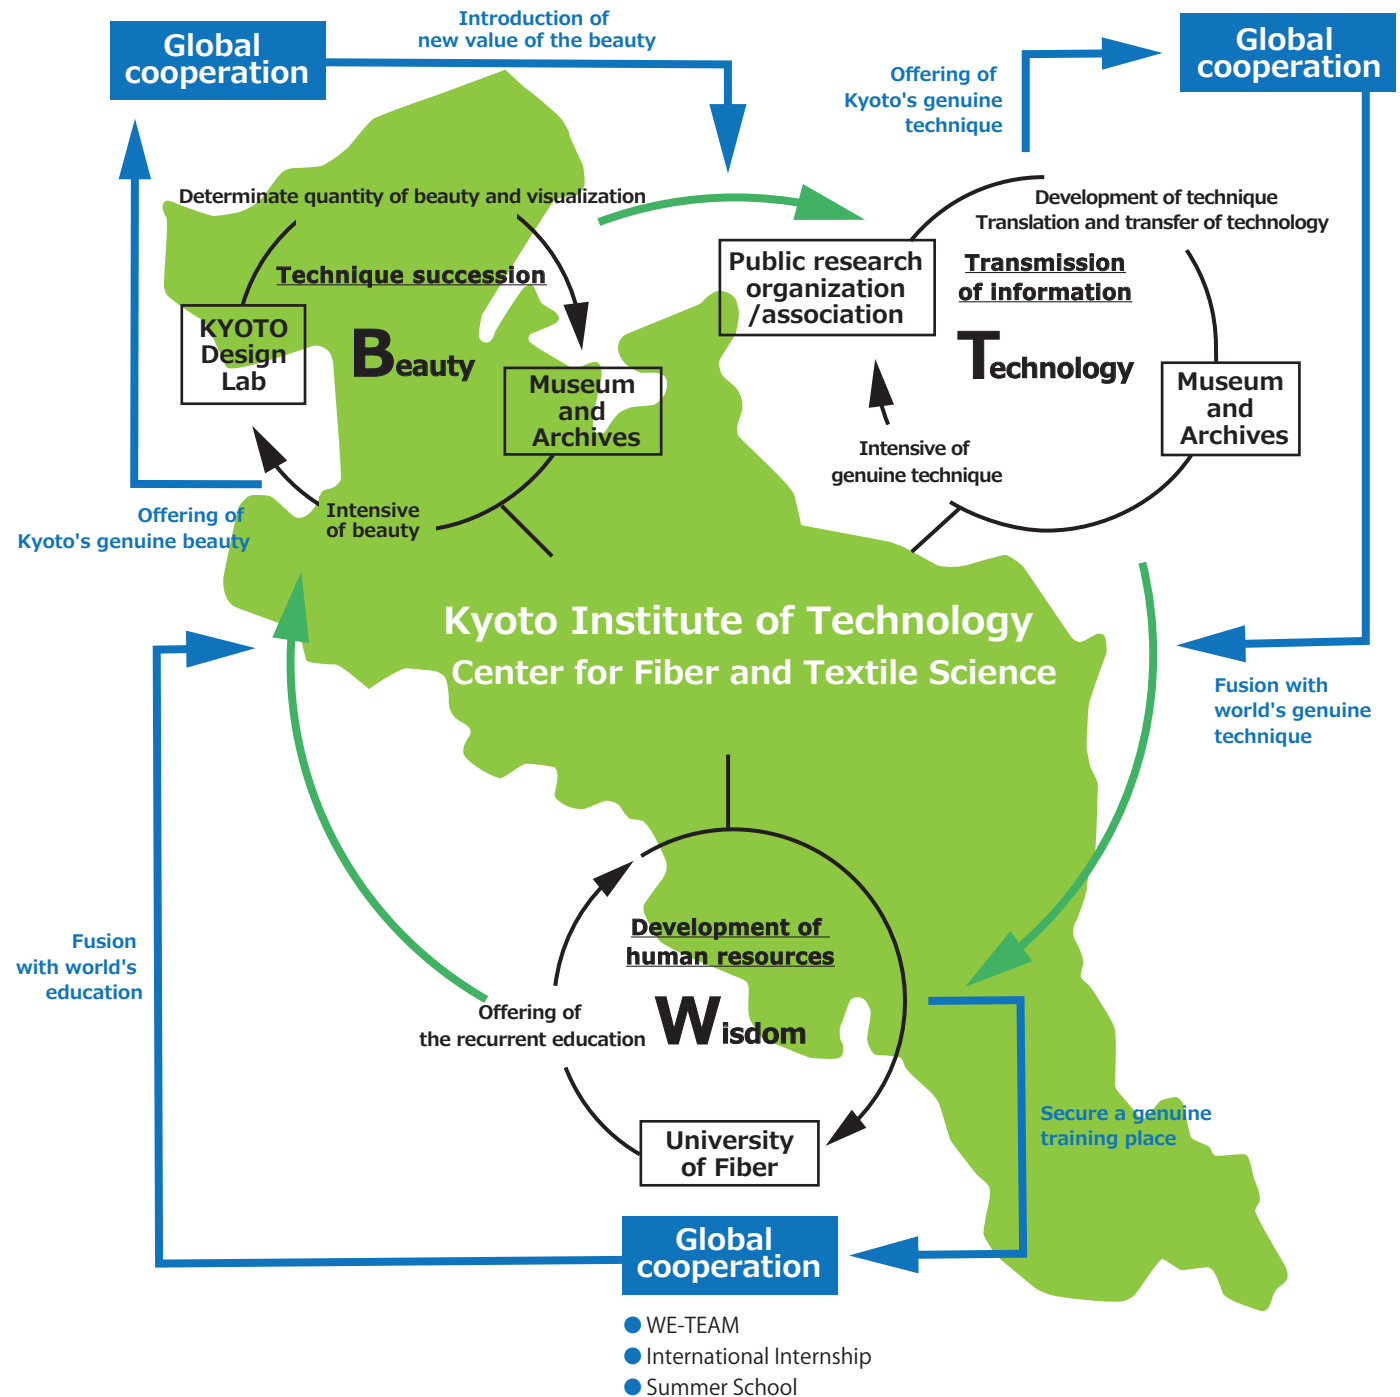 Global
cooperation
Introduction of
new value of the beauty
Global
cooperation
Offering of
Kyoto's genuine
technique
Determinate quantity of beauty and visualization
Technique succession
Beauty
KYOTO
Design
Lab
Museum
and
Archives
Intensive
of beauty
Offering of
Kyoto's genuine beauty
Development of technique
Translation and transfer of technology
Public research
organization
/association
Transmission
of information
Technology
Museum
and
Archives
Intensive of
genuine technique
Kyoto Institute of Technology
Center for Fiber and Textile Science
Fusion with
world's genuine
technique
Fusion
with world's
education
Development of
human resources
Wisdom
Offering of
the recurrent education
University
of Fiber
Secure a genuine
training place
Global
cooperation
● WE-TEAM
● International Internship
● Summer School